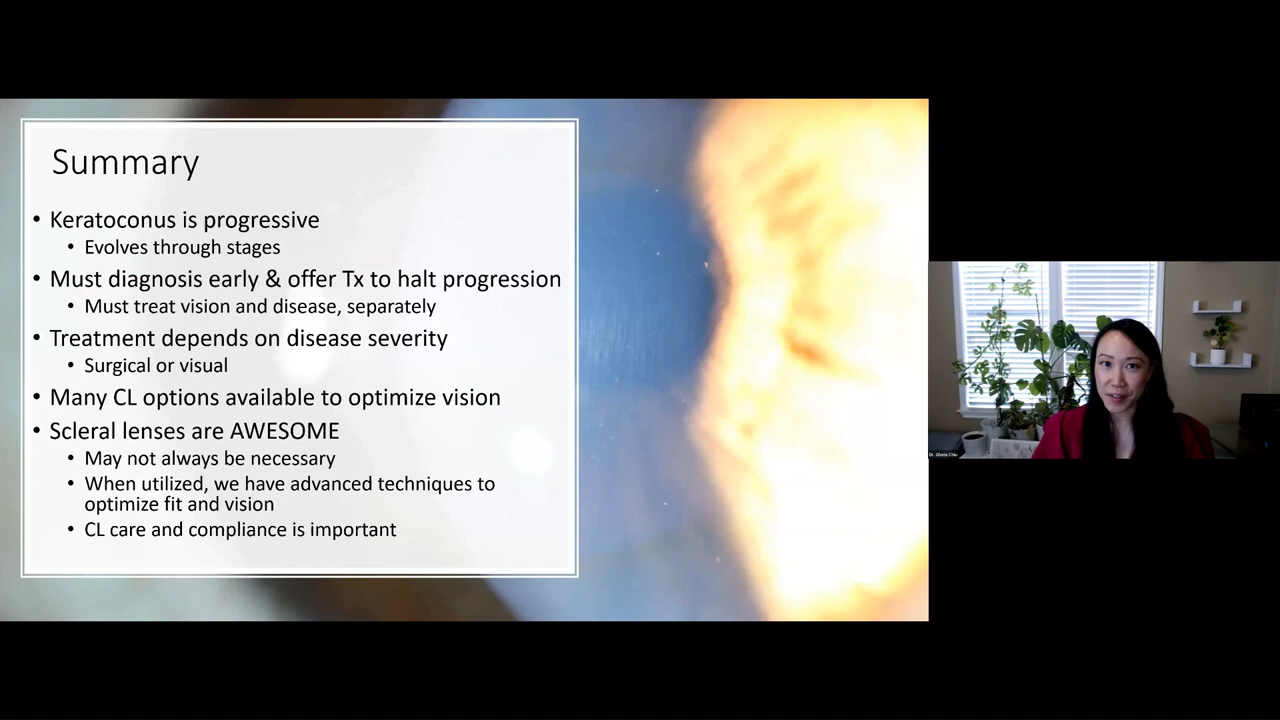 Summary
• Keratoconus is progressive
• Evolves through stages
• Must diagnosis early & offer Tx to halt progression
• Must treat vision and disease, separately
• Treatment depends on disease severity
• Surgical or visual
• Many CL options available to optimize vision
• Scleral lenses are AWESOME
• May not always be necessary
• When utilized, we have advanced techniques to
optimize fit and vision
• CL care and compliance is important
Dr. Gloria Chiu